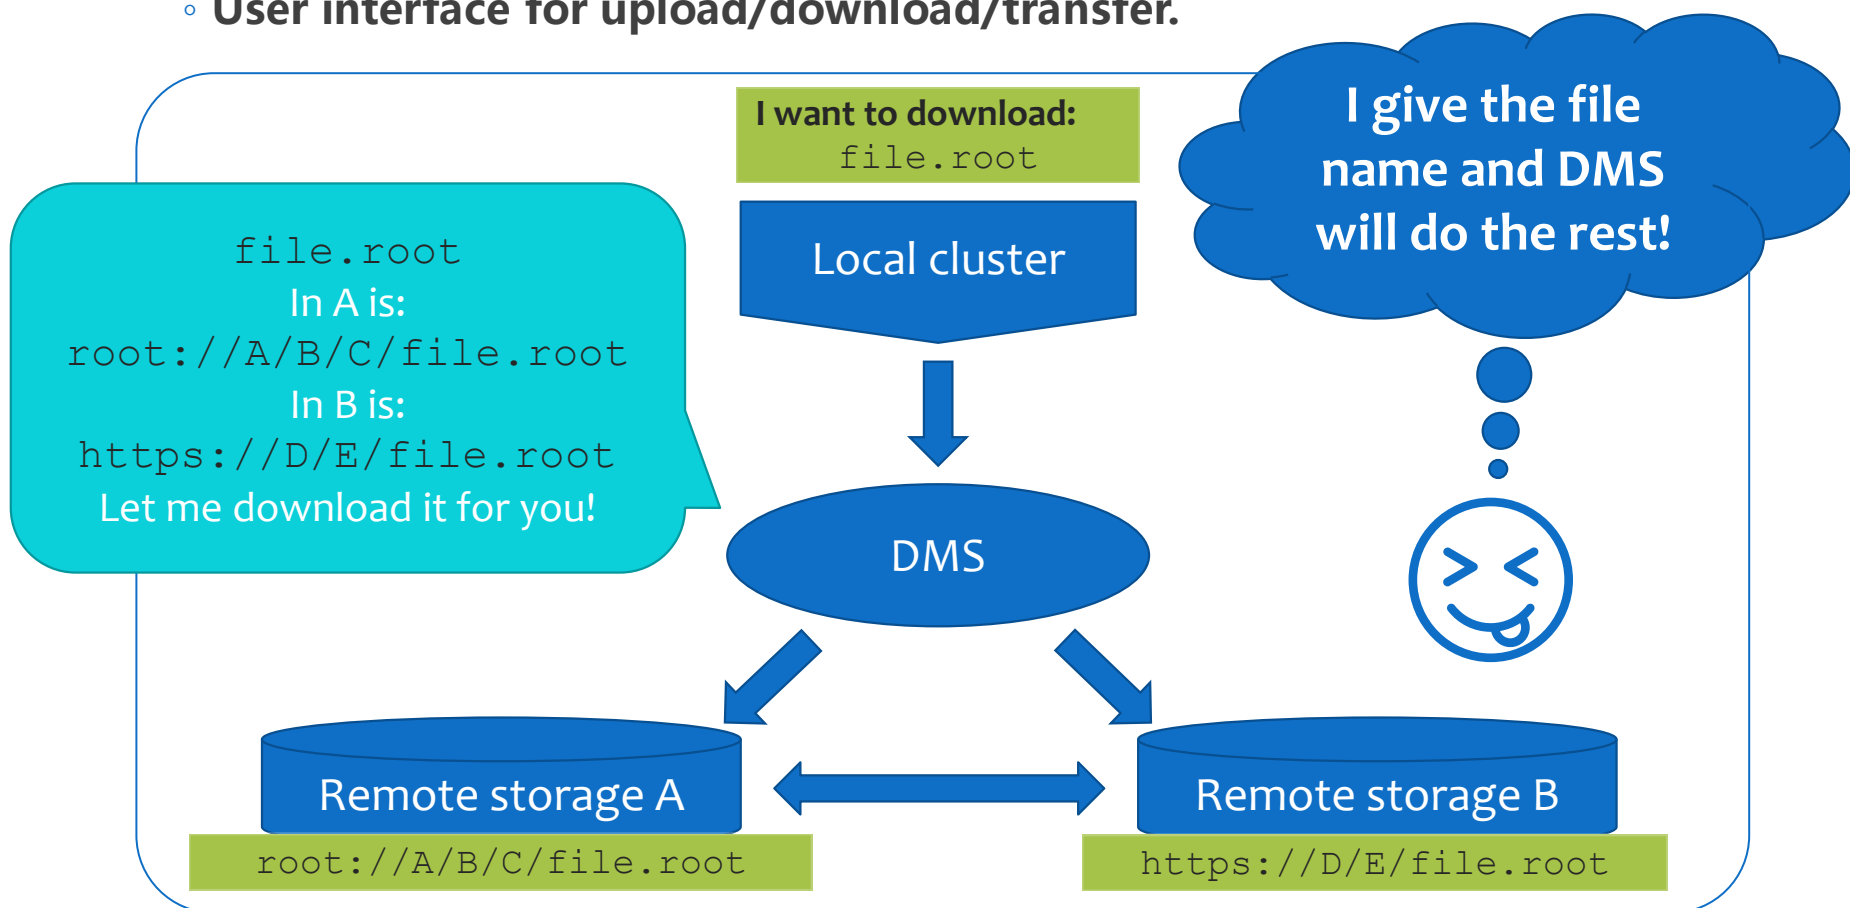 ◦ User interface for upload/download/transfer.
I want to download:
file.root
I give the file
name and DMS
will do the rest!
Local cluster
file.root
In A is:
root://A/B/C/file.root
In B is:
https://D/E/file.root
Let me download it for you!
DMS
Remote storage A
Remote storage B
root://A/B/C/file.root
https://D/E/file.root